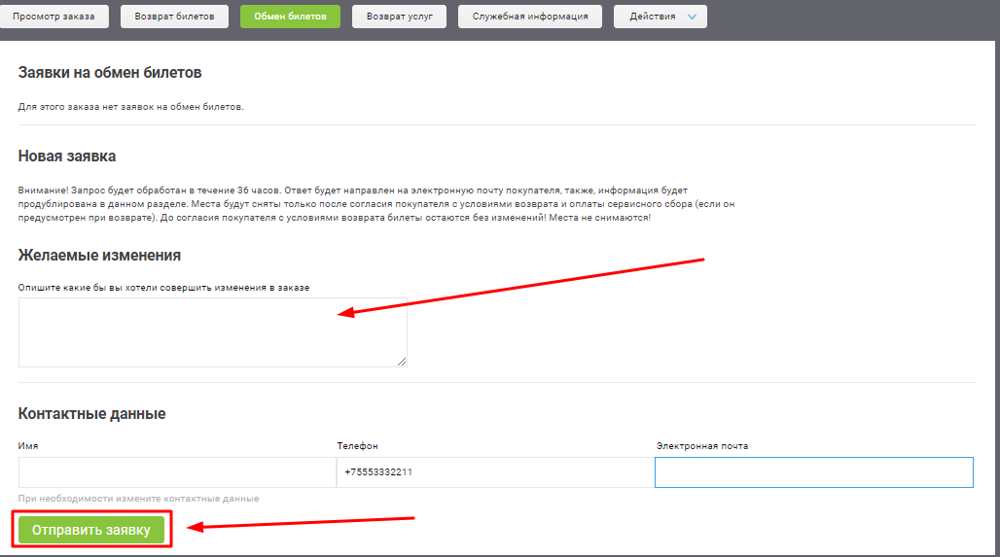 Просмотр заказа
Возврат билетов
Обмен билетов
Возврат услуг
Служебная информация
Действия
Заявки на обмен билетов
Для этого заказа нет заявок на обмен билетов.
Новая заявка
Внимание! Запрос будет обработан в течение 36 часов. Ответ будет направлен на электронную почту покупателя, также, информация будет
продублирована в данном разделе. Места будут сняты только после согласия покупателя с условиями возврата и оплаты сервисного сбора (если он
предусмотрен при возврате). До согласия покупателя с условиями возврата билеты остаются без изменений! Места не снимаются!
Желаемые изменения
Опишите какие бы вы хотели совершить изменения в заказе
Контактные данные
Имя
Телефон
Электронная почта
+75553332211
При необходимости измените контактные данные
Отправить заявку